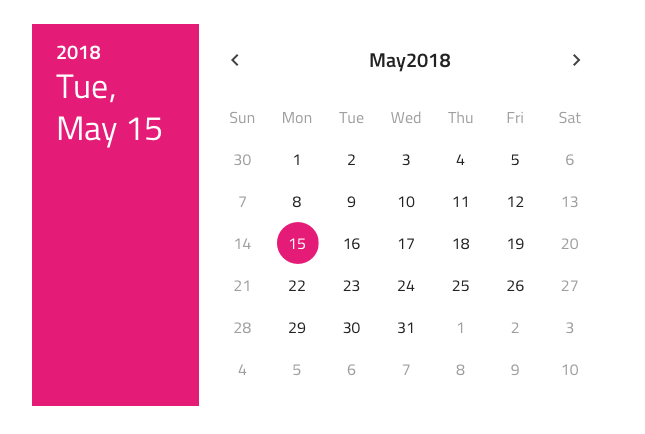 2018
Tue,
May 15
May2018
Sun Mon Tue Wed Thu Fri Sat
30 1 2 3 4 5 6
7 8 9 10 11 12 13
14 15 16 17 18 19 20
21 22 23 24 25 26 27
28 29 30 31 1 2 3
4 5 6 7 8 9 10